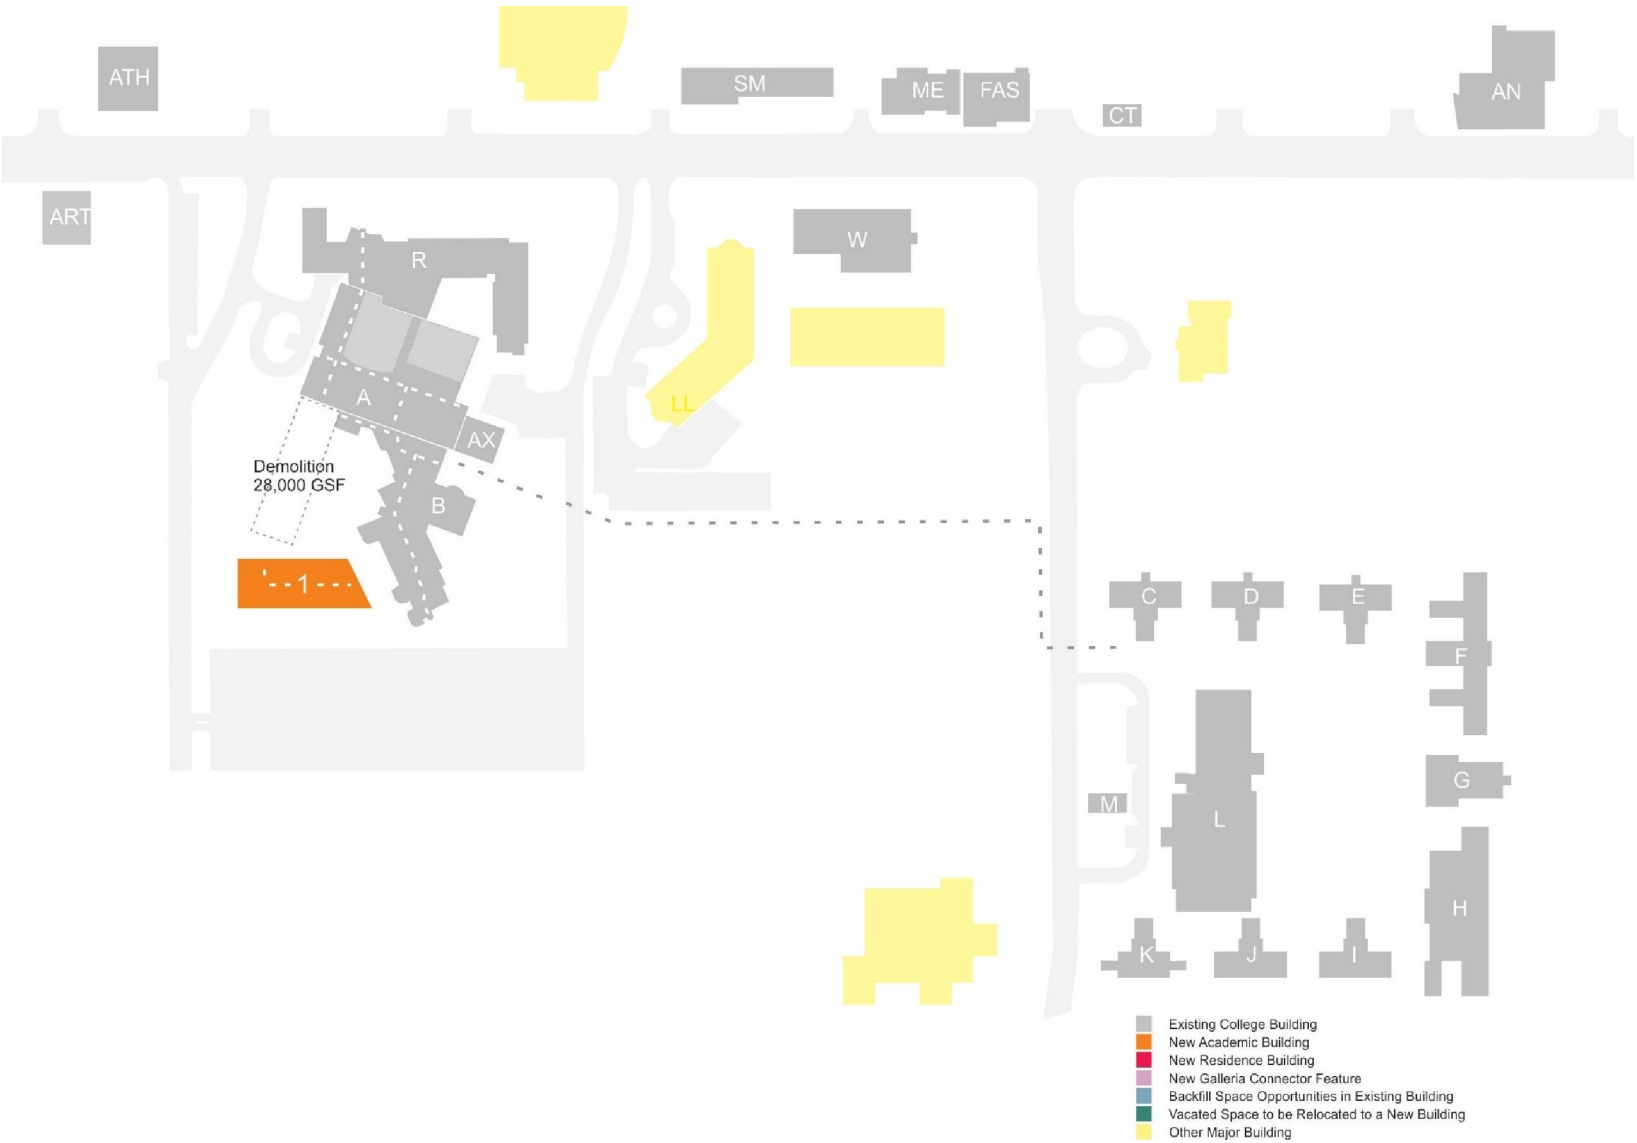 ATH
SM
ME
FAS
CT
AN
ART
R
W
A
LL
AX
Demolition
28,000 GSF
B
1
C
D
E
F
G
M
L
H
K
J
I
Existing College Building
New Academic Building
New Residence Building
New Galleria Connector Feature
Backfill Space Opportunities in Existing Building
Vacated Space to be Relocated to a New Building
Other Major Building